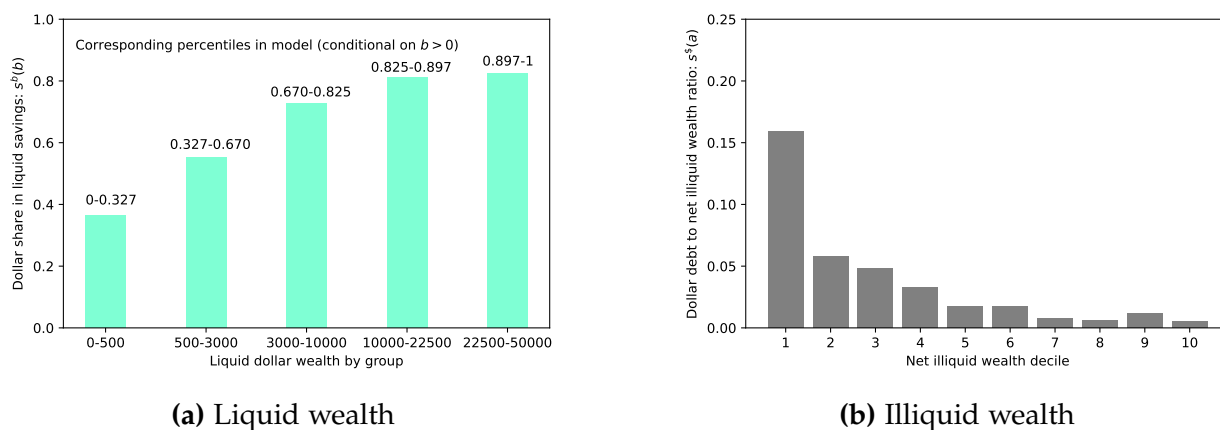 Dollar share in liquid savings: s^b(b)
1.0
0.8
0.6
0.4
0.2
0.0
Corresponding percentiles in model (conditional on b > 0)
0-0.327
0.327-0.670
0.670-0.825
0.825-0.897
0.897-1
0-500
500-3000
3000-10000
10000-22500
22500-50000
Liquid dollar wealth by group
(a) Liquid wealth
Dollar debt to net illiquid wealth ratio: s^$(a)
0.25
0.20
0.15
0.10
0.05
0.00
1 2 3 4 5 6 7 8 9 10
Net illiquid wealth decile
(b) Illiquid wealth